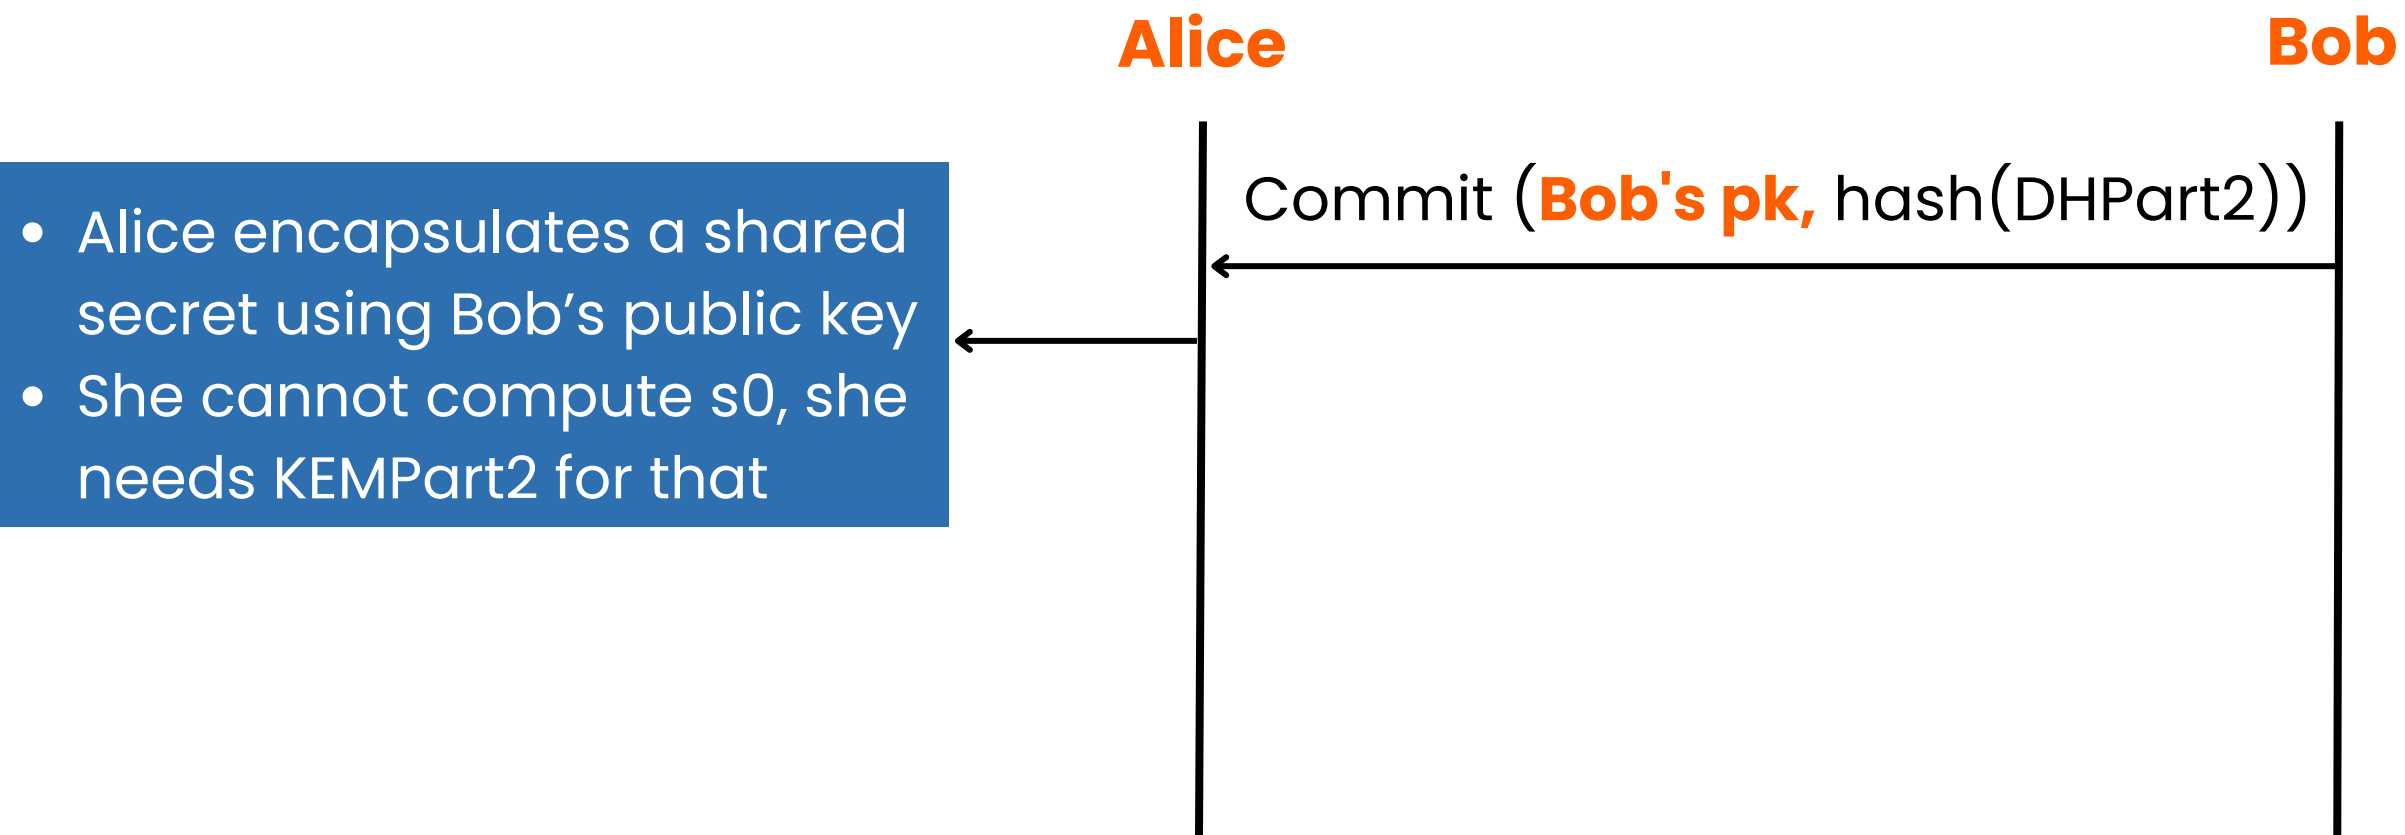 Alice
Bob
Commit (Bob's pk, hash(DHPart2))
• Alice encapsulates a shared
secret using Bob’s public key
• She cannot compute s0, she
needs KEMPart2 for that